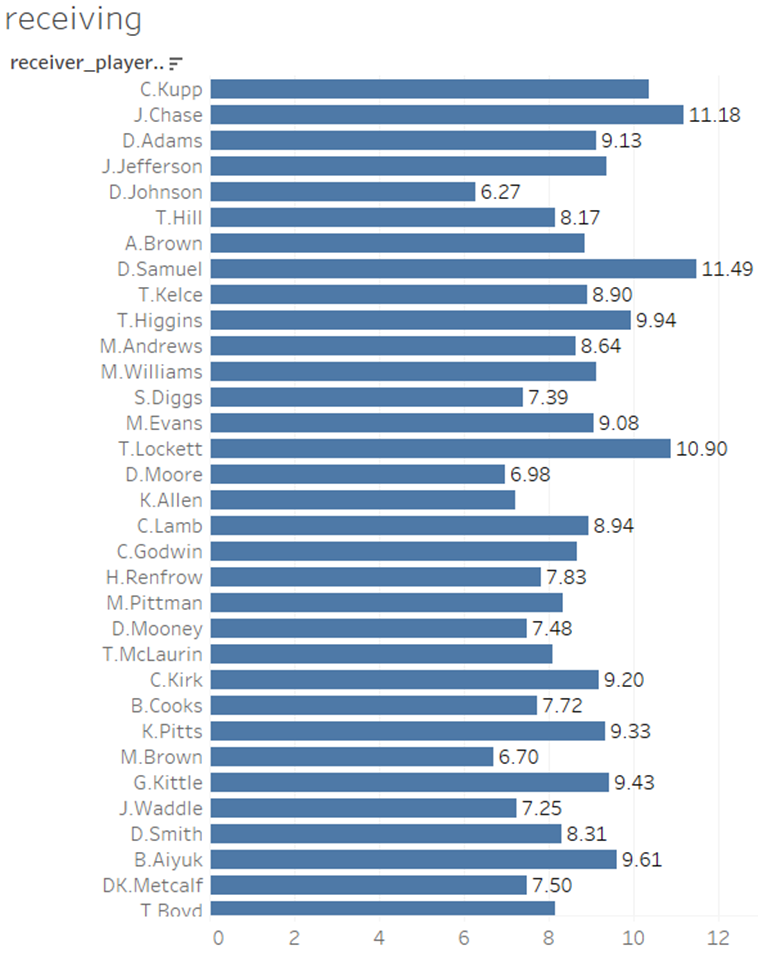 receiving
receiver_player..
C.Kupp
J.Chase 11.18
D.Adams 9.13
J.Jefferson
D.Johnson 6.27
T.Hill 8.17
A.Brown
D.Samuel 11.49
T.Kelce 8.90
T.Higgins 9.94
M.Andrews 8.64
M.Williams
S.Diggs 7.39
M.Evans 9.08
T.Lockett 10.90
D.Moore 6.98
K.Allen
C.Lamb 8.94
C.Godwin
H.Renfrow 7.83
M.Pittman
D.Mooney 7.48
T.McLaurin
C.Kirk 9.20
B.Cooks 7.72
K.Pitts 9.33
M.Brown 6.70
G.Kittle 9.43
J.Waddle 7.25
D.Smith 8.31
B.Aiyuk 9.61
DK.Metcalf 7.50
T.Boyd
0 2 4 6 8 10 12